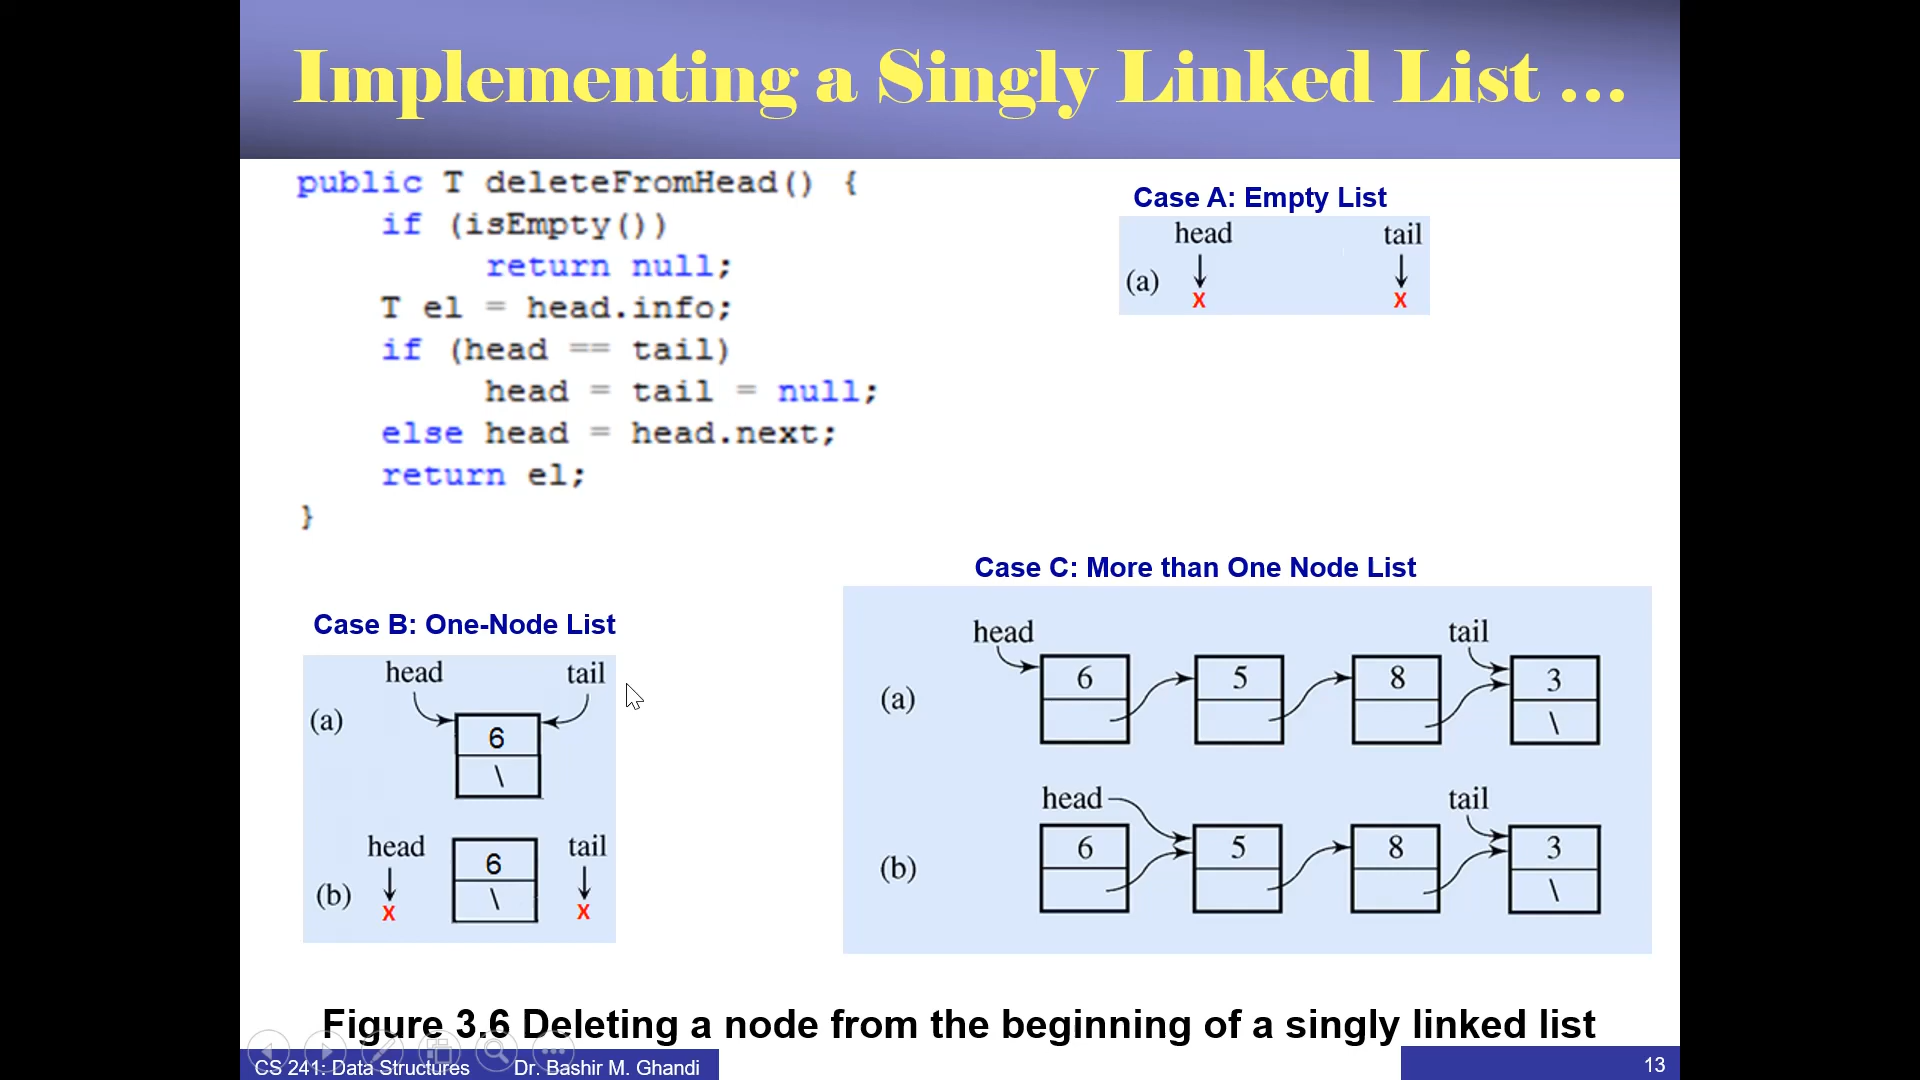 Implementing a Singly Linked List ...
public T deleteFromHead() {
if (isEmpty())
return null;
T el = head.info;
if (head == tail)
head = tail = null;
else head = head.next;
return el;
}
Case A: Empty List
head tail
(a)
X X
Case B: One-Node List
head tail
(a)
6
\
head 6 tail
(b) \
X X
Case C: More than One Node List
head tail
(a) 6 5 8 3
\
head tail
(b) 6 5 8 3
\
Figure 3.6 Deleting a node from the beginning of a singly linked list
CS 241: Data Structures Dr. Bashir M. Ghandi 13